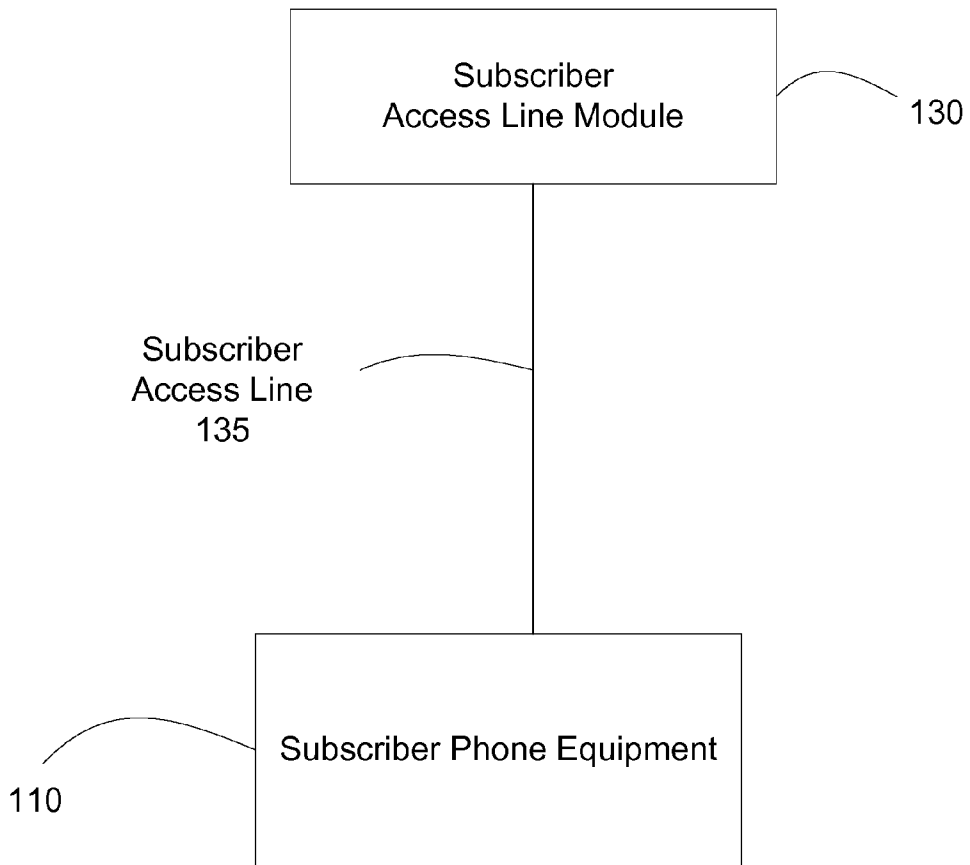 Subscriber
Access Line Module
130
Subscriber
Access Line
135
Subscriber Phone Equipment
110